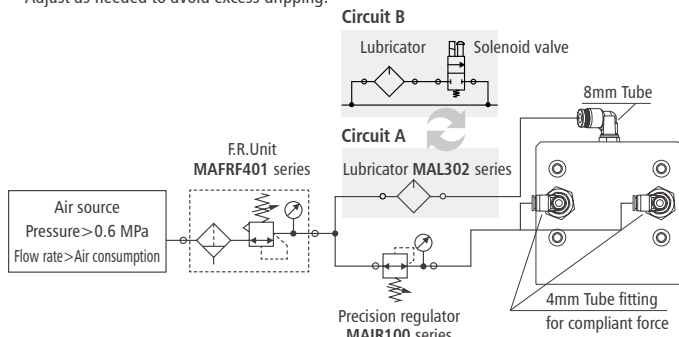 Adjust as needed to avoid excess dripping.
Circuit B
Lubricator
Solenoid valve
8mm Tube
F.R.Unit
MAFRF401 series
Circuit A
Lubricator MAL302 series
Air source
Pressure>0.6 MPa
Flow rate>Air consumption
4mm Tube fitting
for compliant force
Precision regulator
MAIR100 series